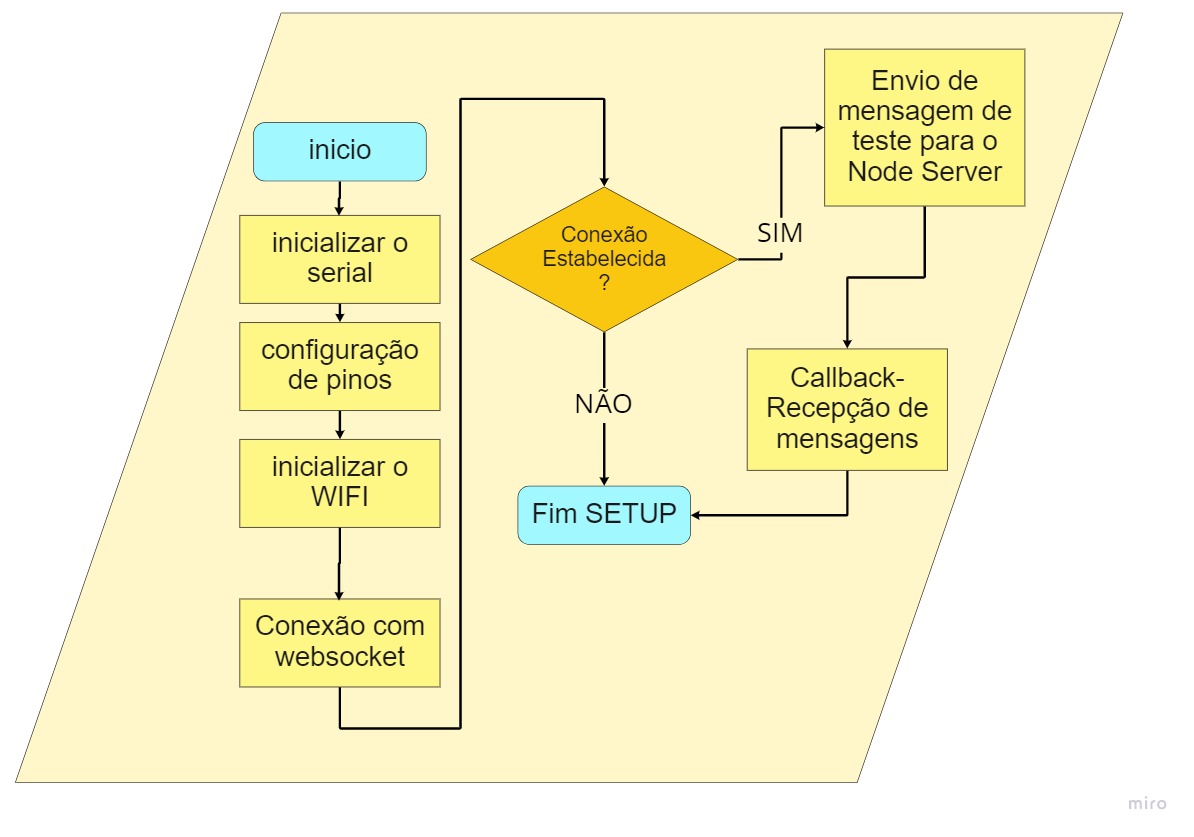 inicio
inicializar o
serial
configuração
de pinos
inicializar o
WIFI
Conexão com
websocket
Conexão
Estabelecida
?
SIM
NÃO
Envio de
mensagem de
teste para o
Node Server
Callback-
Recepção de
mensagens
Fim SETUP
miro